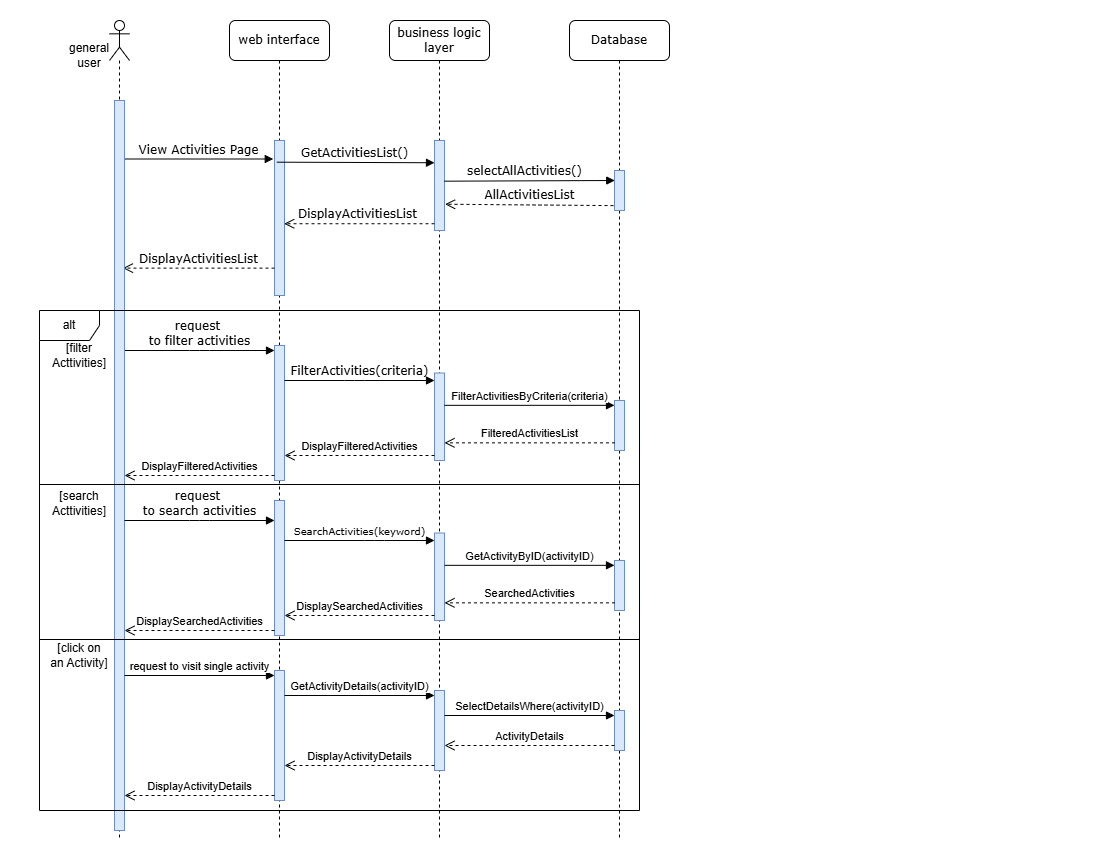 general
user
web interface
business logic
layer
Database
View Activities Page
GetActivitiesList()
selectAllActivities()
AllActivitiesList
DisplayActivitiesList
DisplayActivitiesList
alt
[filter
Acttivities]
request
to filter activities
FilterActivities(criteria)
FilterActivitiesByCriteria(criteria)
FilteredActivitiesList
DisplayFilteredActivities
DisplayFilteredActivities
[search
Acttivities]
request
to search activities
SearchActivities(keyword)
GetActivityByID(activityID)
SearchedActivities
DisplaySearchedActivities
DisplaySearchedActivities
[click on
an Activity]
request to visit single activity
GetActivityDetails(activityID)
SelectDetailsWhere(activityID)
ActivityDetails
DisplayActivityDetails
DisplayActivityDetails